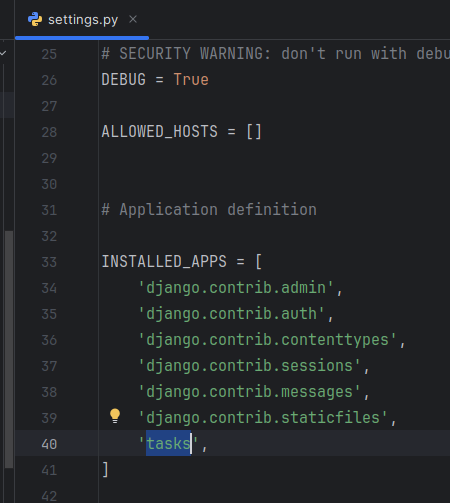 settings.py
25 # SECURITY WARNING: don't run with debu
26 DEBUG = True
27
28 ALLOWED_HOSTS = []
29
30
31 # Application definition
32
33 INSTALLED_APPS = [
34     'django.contrib.admin',
35     'django.contrib.auth',
36     'django.contrib.contenttypes',
37     'django.contrib.sessions',
38     'django.contrib.messages',
39     'django.contrib.staticfiles',
40     'tasks',
41 ]
42